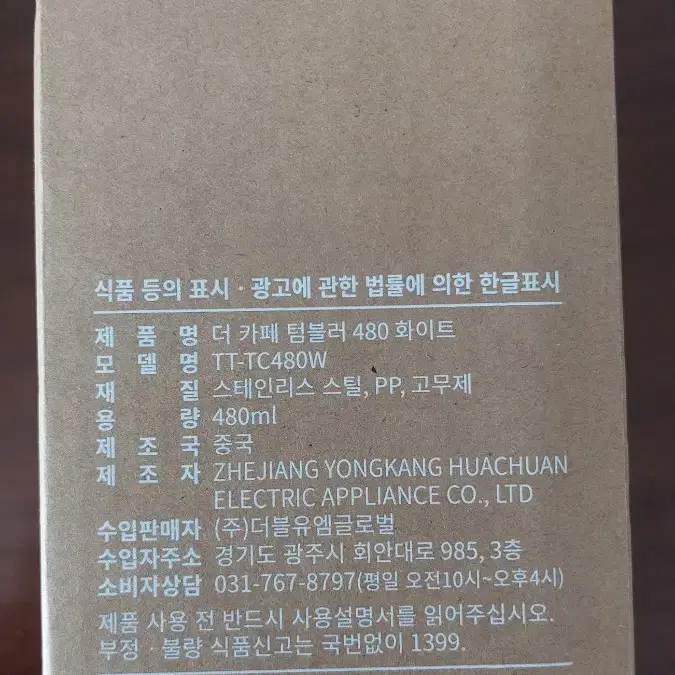 식품 등의 표시 · 광고에 관한 법률에 의한 한글표시
제 품 명 더 카페 텀블러 480 화이트
모 델 명 TT-TC480W
재 질 스테인리스 스틸, PP, 고무제
용 량 480ml
제 조 국 중국
제 조 자 ZHEJIANG YONGKANG HUACHUAN
ELECTRIC APPLIANCE CO., LTD
수입판매자 (주)더블유엠글로벌
수입자주소 경기도 광주시 회안대로 985, 3층
소비자상담 031-767-8797(평일 오전10시~오후4시)
제품 사용 전 반드시 사용설명서를 읽어주십시오.
부정 · 불량 식품신고는 국번없이 1399.